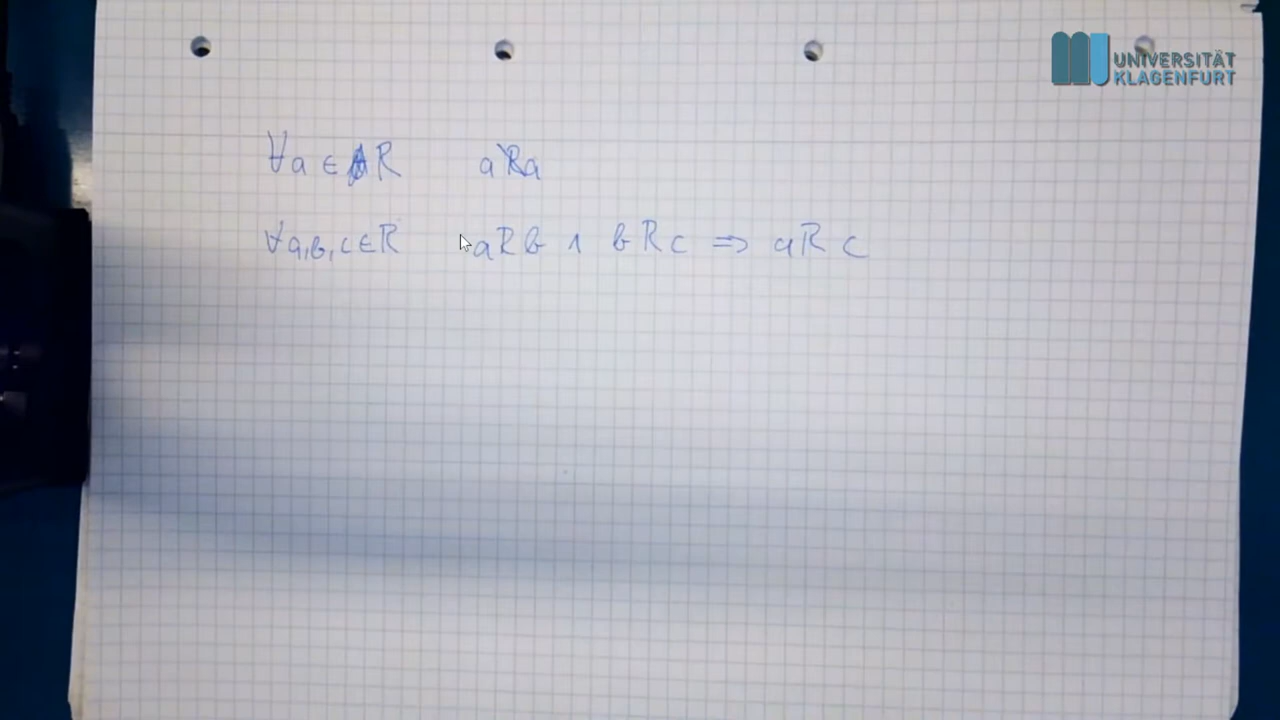 UNIVERSITÄT
KLAGENFURT
∀a ∈ R aRa
∀a,b,c ∈ R aRb ∧ bRc ⇒ aRc